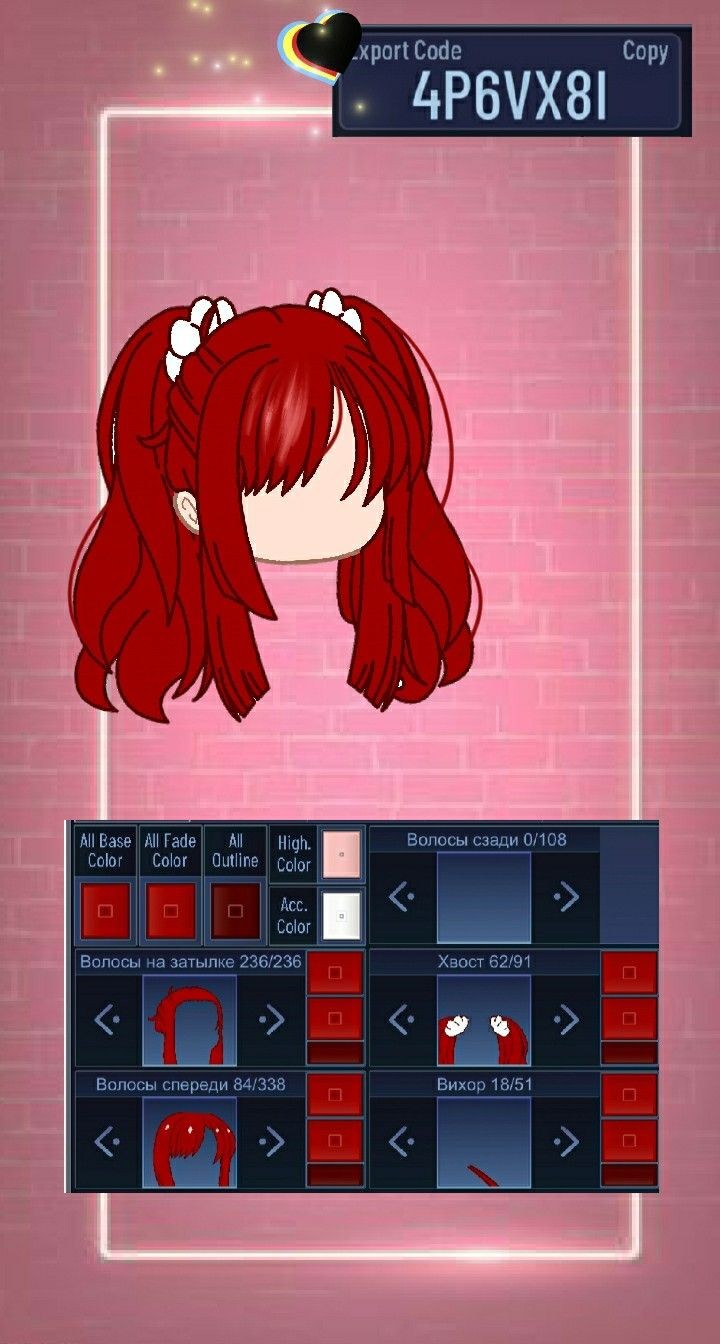 Export Code Copy
4P6VX8I
All Base Color
All Fade Color
All Outline
High. Color
Acc. Color
Волосы сзади 0/108
Волосы на затылке 236/236
Хвост 62/91
Волосы спереди 84/338
Вихор 18/51